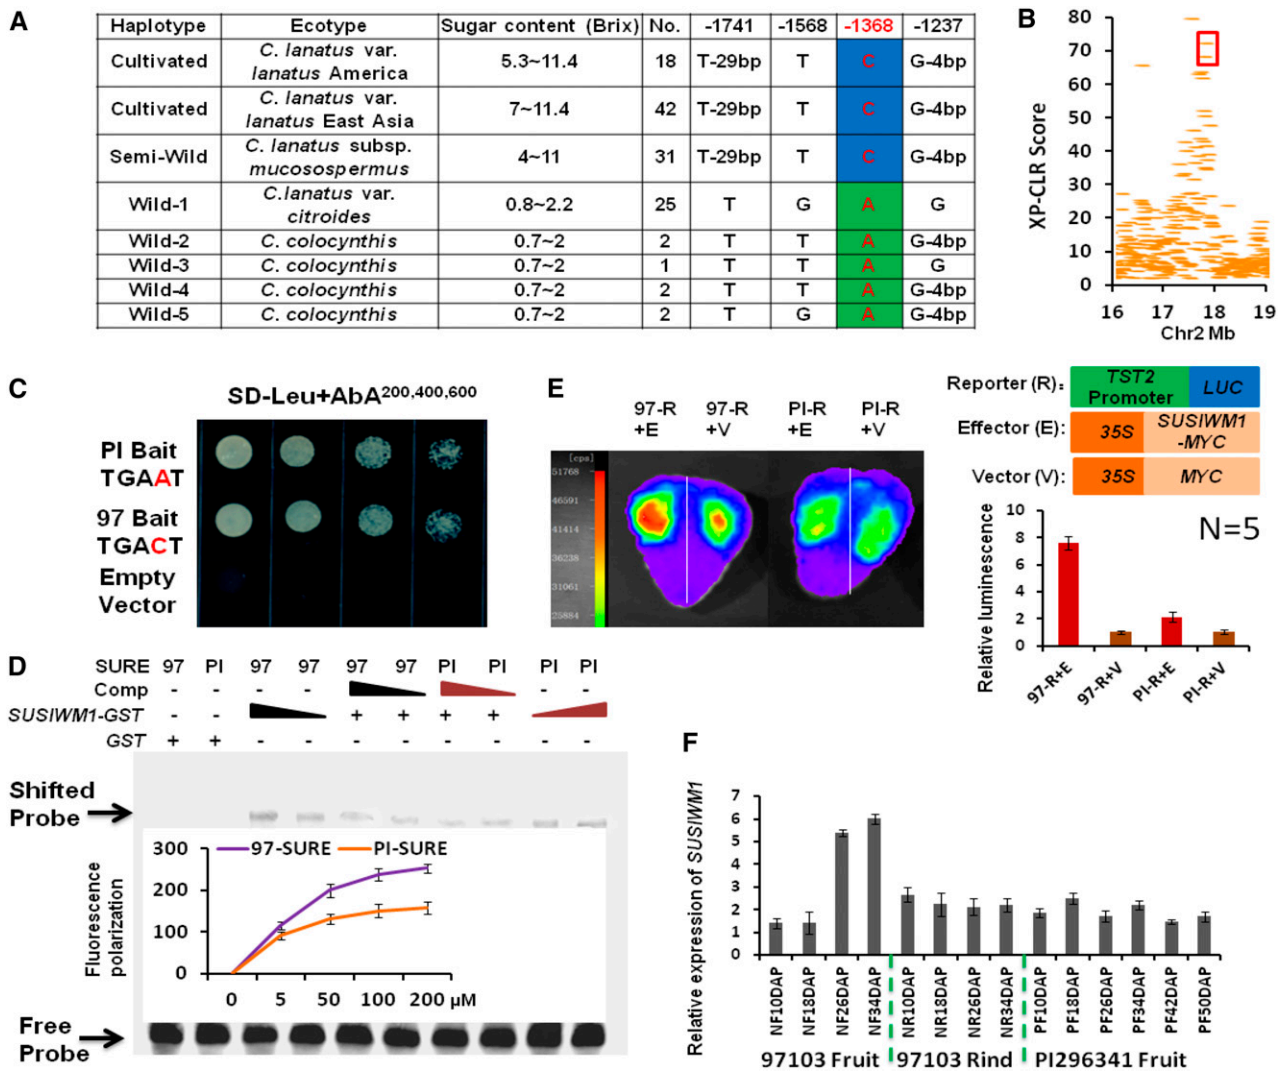 A
Haplotype Ecotype Sugar content (Brix) No. -1741 -1568 -1368 -1237
Cultivated C. lanatus var. lanatus America 5.3~11.4 18 T-29bp T C G-4bp
Cultivated C. lanatus var. lanatus East Asia 7~11.4 42 T-29bp T C G-4bp
Semi-Wild C. lanatus subsp. mucosospermus 4~11 31 T-29bp T C G-4bp
Wild-1 C.lanatus var. citroides 0.8~2.2 25 T G A G
Wild-2 C. colocynthis 0.7~2 2 T T A G-4bp
Wild-3 C. colocynthis 0.7~2 1 T T A G
Wild-4 C. colocynthis 0.7~2 2 T T A G-4bp
Wild-5 C. colocynthis 0.7~2 2 T G A G-4bp
B
XP-CLR Score
80
70
60
50
40
30
20
10
0
16 17 18 19
Chr2 Mb
C
SD-Leu+AbA200,400,600
PI Bait
TGAAT
97 Bait
TGACT
Empty
Vector
E
97-R 97-R PI-R PI-R
+E +V +E +V
[cps]
51768
46591
41414
36238
31061
25884
Reporter (R): TST2 Promoter LUC
Effector (E): 35S SUSIWM1 -MYC
Vector (V): 35S MYC
N=5
Relative luminescence
10
8
6
4
2
0
97-R+E 97-R+V PI-R+E PI-R+V
D
SURE 97 PI 97 97 97 97 PI PI PI PI
Comp - - - - - -
SUSIWM1-GST - - + + + +
GST + + - - - - - - - -
Shifted
Probe
Fluorescence
polarization
300
200
100
0
97-SURE PI-SURE
0 5 50 100 200 µM
Free
Probe
F
Relative expression of SUSIWM1
7
6
5
4
3
2
1
0
NF10DAP NF18DAP NF26DAP NF34DAP NR10DAP NR18DAP NR26DAP NR34DAP PF10DAP PF18DAP PF26DAP PF34DAP PF42DAP PF50DAP
97103 Fruit 97103 Rind PI296341 Fruit